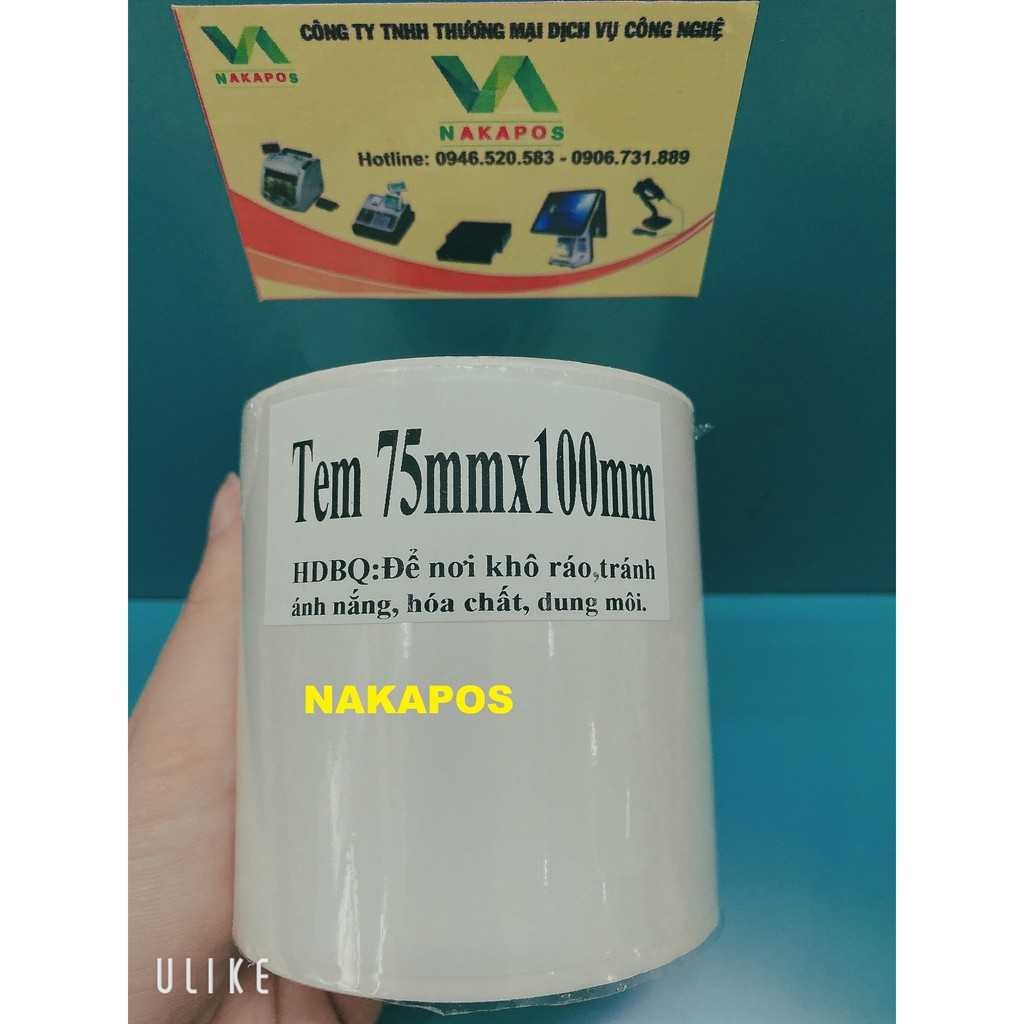 CÔNG TY TNHH THƯƠNG MẠI DỊCH VỤ CÔNG NGHỆ
NAKAPOS
NAKAPOS
Hotline: 0946.520.583 - 0906.731.889
Tem 75mmx100mm
HDBQ:Để nơi khô ráo,tránh
ánh nắng, hóa chất, dung môi.
NAKAPOS
ULIKE